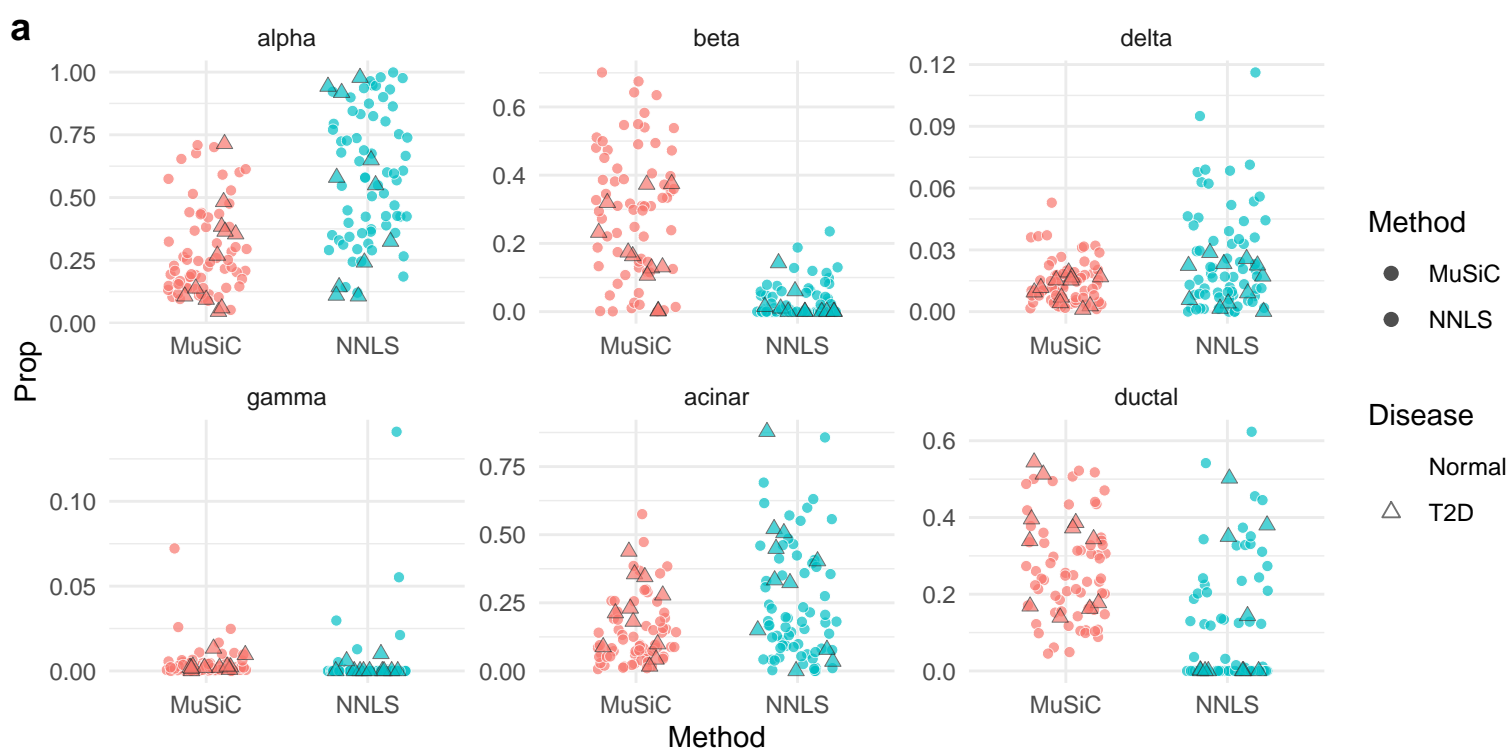 a
alpha
beta
delta
1.00
0.75
0.50
0.25
0.00
0.6
0.4
0.2
0.0
0.12
0.09
0.06
0.03
0.00
MuSiC
NNLS
MuSiC
NNLS
MuSiC
NNLS
Prop
gamma
acinar
ductal
0.10
0.05
0.00
0.75
0.50
0.25
0.00
0.6
0.4
0.2
0.0
MuSiC
NNLS
MuSiC
NNLS
MuSiC
NNLS
Method
Method
MuSiC
NNLS
Disease
Normal
T2D